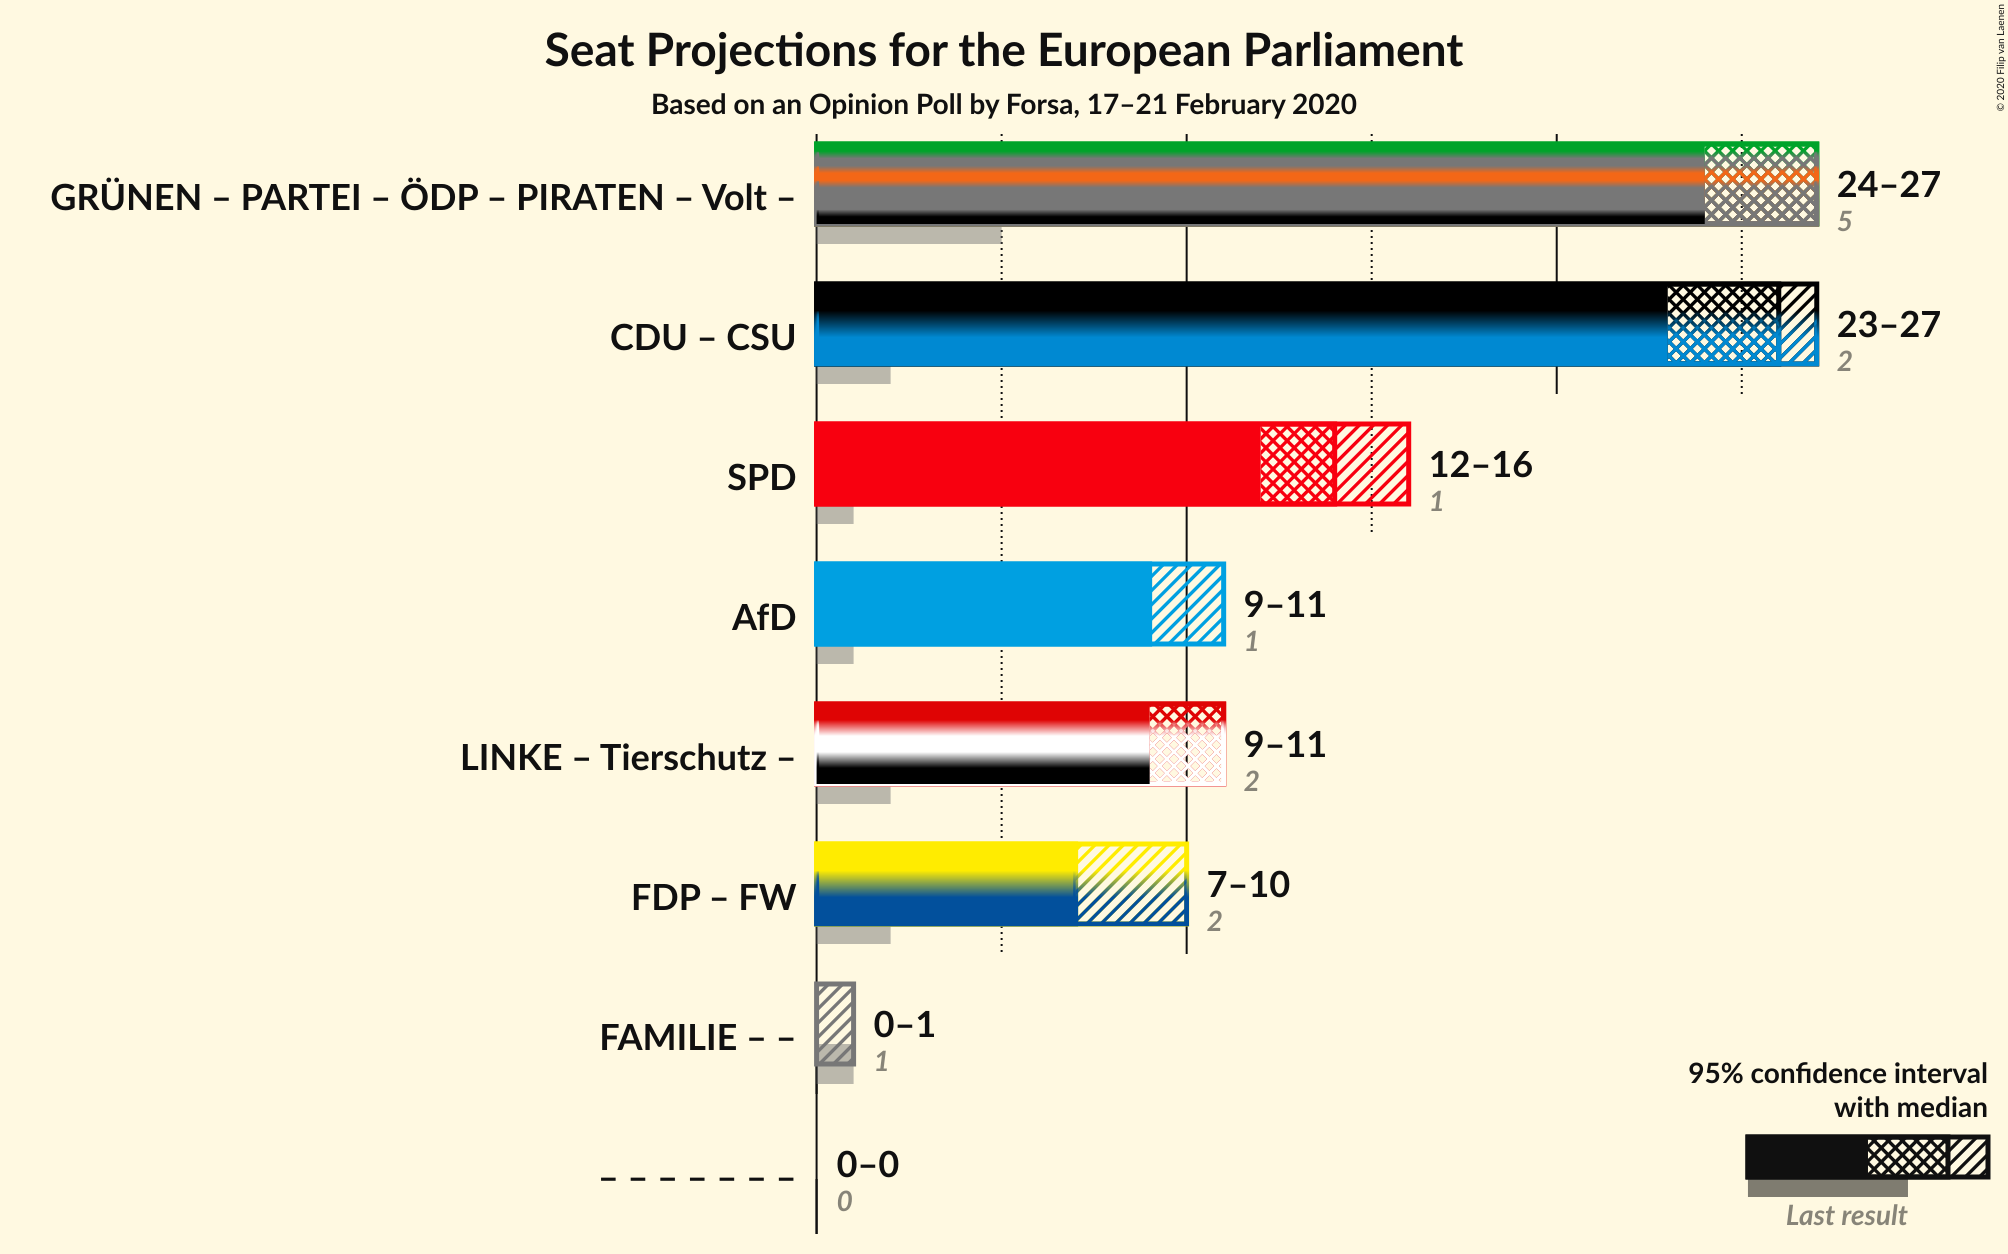 Seat Projections for the European Parliament
Based on an Opinion Poll by Forsa, 17–21 February 2020
© 2020 Filip van Laenen
GRÜNEN – PARTEI – ÖDP – PIRATEN – Volt –
24–27
5
CDU – CSU
23–27
2
SPD
12–16
1
AfD
9–11
1
LINKE – Tierschutz –
9–11
2
FDP – FW
7–10
2
FAMILIE – –
0–1
1
– – – – – – –
0–0
0
95% confidence interval
with median
Last result